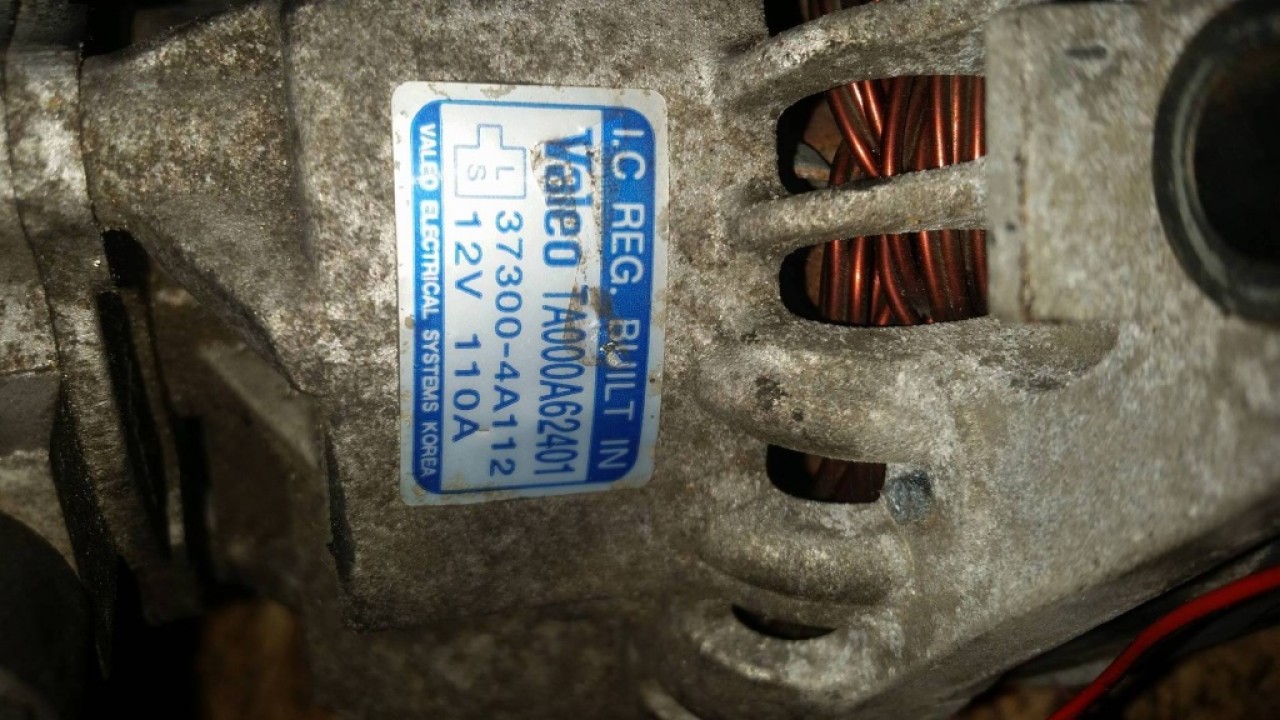 I.C REG. BUILT IN
Valeo TA000A62401
L 37300-4A112
S 12V 110A
VALEO ELECTRICAL SYSTEMS KOREA